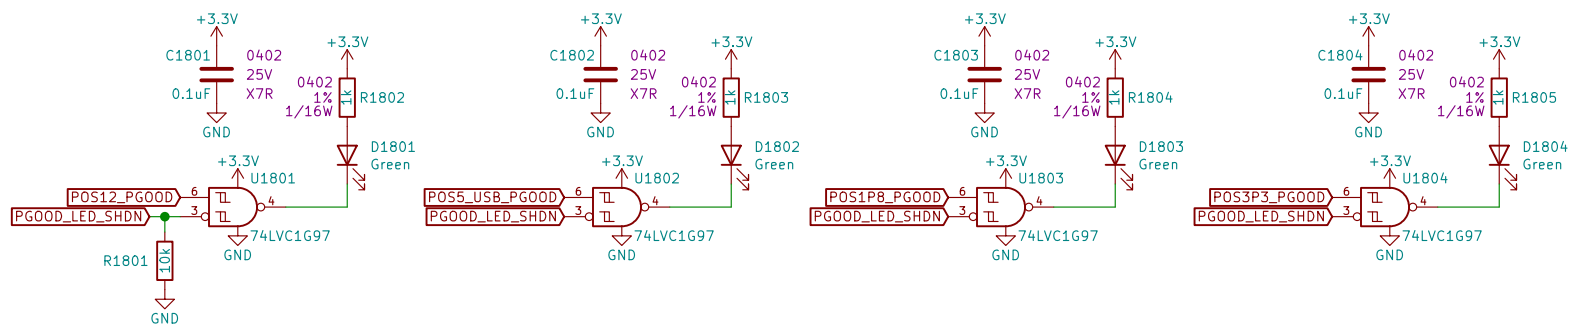 +3.3V
+3.3V
C1801
0402
25V
X7R
0.1uF
GND
0402
1%
1/16W
1k
R1802
D1801
Green
+3.3V
U1801
POS12_PGOOD
6
PGOOD_LED_SHDN
3
4
74LVC1G97
GND
R1801
10k
GND
+3.3V
+3.3V
C1802
0402
25V
X7R
0.1uF
GND
0402
1%
1/16W
1k
R1803
D1802
Green
+3.3V
U1802
POS5_USB_PGOOD
6
PGOOD_LED_SHDN
3
4
74LVC1G97
GND
+3.3V
+3.3V
C1803
0402
25V
X7R
0.1uF
GND
0402
1%
1/16W
1k
R1804
D1803
Green
+3.3V
U1803
POS1P8_PGOOD
6
PGOOD_LED_SHDN
3
4
74LVC1G97
GND
+3.3V
+3.3V
C1804
0402
25V
X7R
0.1uF
GND
0402
1%
1/16W
1k
R1805
D1804
Green
+3.3V
U1804
POS3P3_PGOOD
6
PGOOD_LED_SHDN
3
4
74LVC1G97
GND